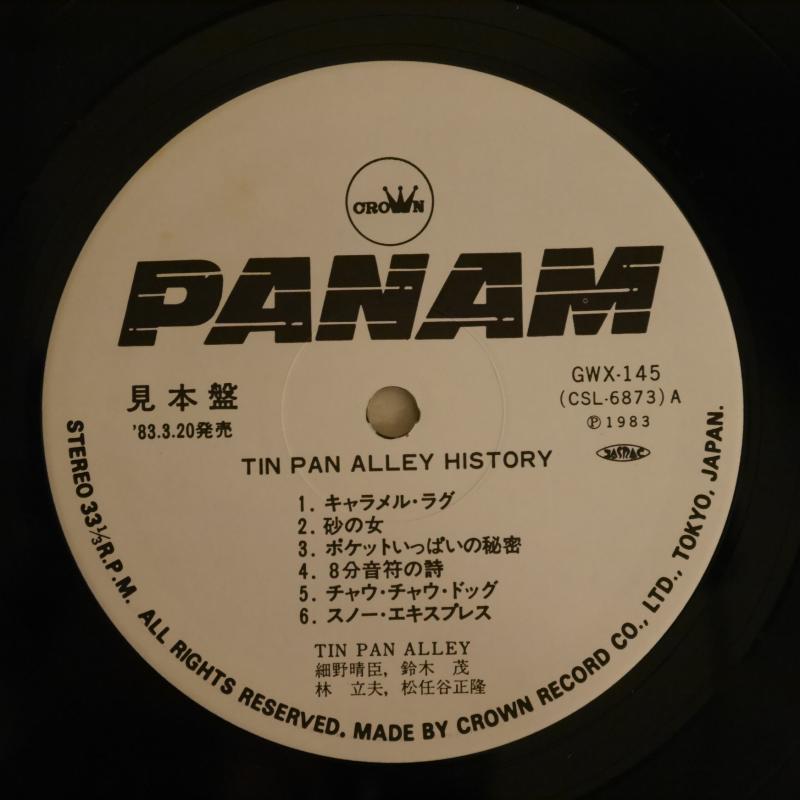 CROWN
PANAM
見本盤
'83.3.20発売
GWX-145
(CSL-6873) A
Ⓟ1983
JASRAC
TIN PAN ALLEY HISTORY
1. キャラメル・ラグ
2. 砂の女
3. ポケットいっぱいの秘密
4. 8分音符の詩
5. チャウ・チャウ・ドッグ
6. スノー・エキスプレス
TIN PAN ALLEY
細野晴臣, 鈴木 茂
林 立夫, 松任谷正隆
STEREO 33⅓R.P.M. ALL RIGHTS RESERVED. MADE BY CROWN RECORD CO., LTD., TOKYO, JAPAN.